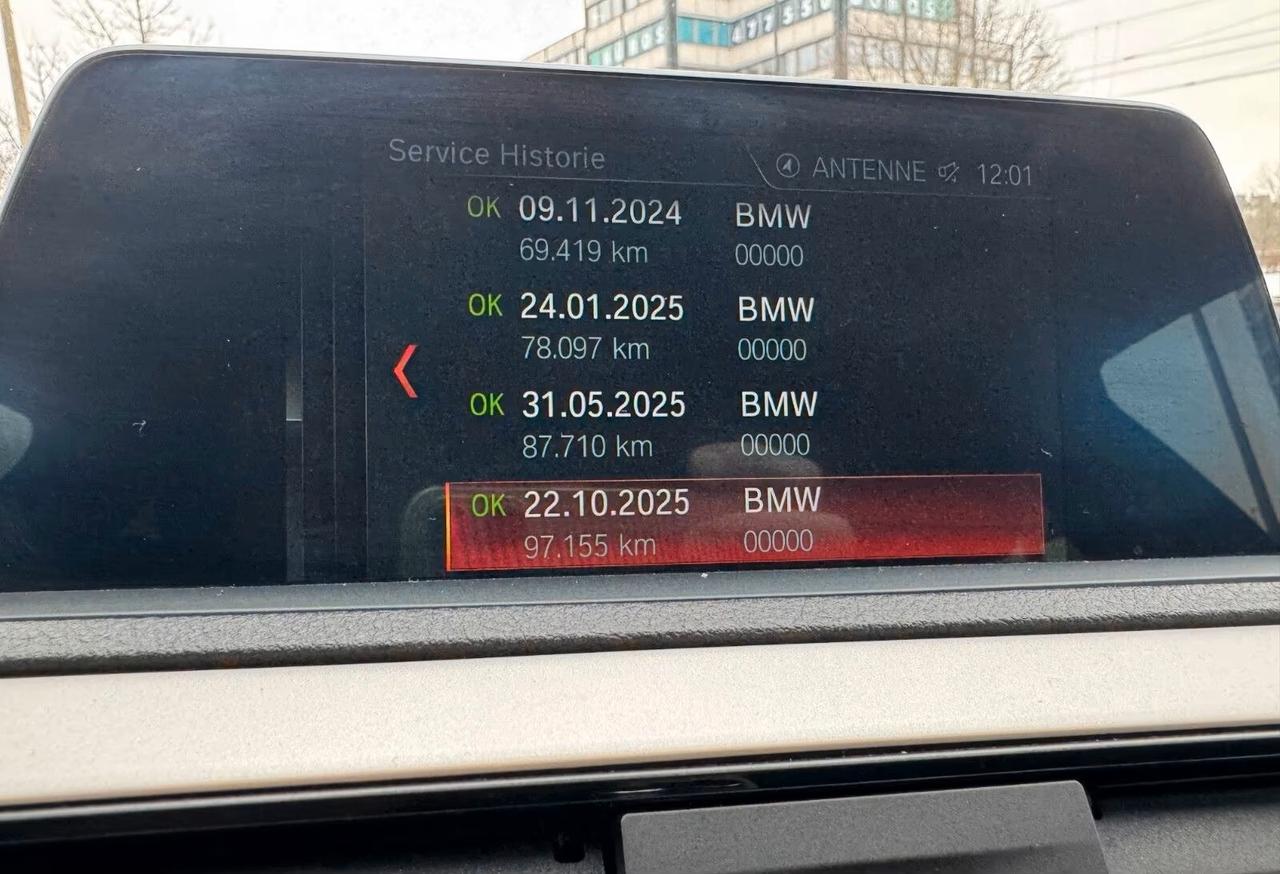 Service Historie
ANTENNE 12:01
OK 09.11.2024 BMW
69.419 km 00000
OK 24.01.2025 BMW
78.097 km 00000
OK 31.05.2025 BMW
87.710 km 00000
OK 22.10.2025 BMW
97.155 km 00000